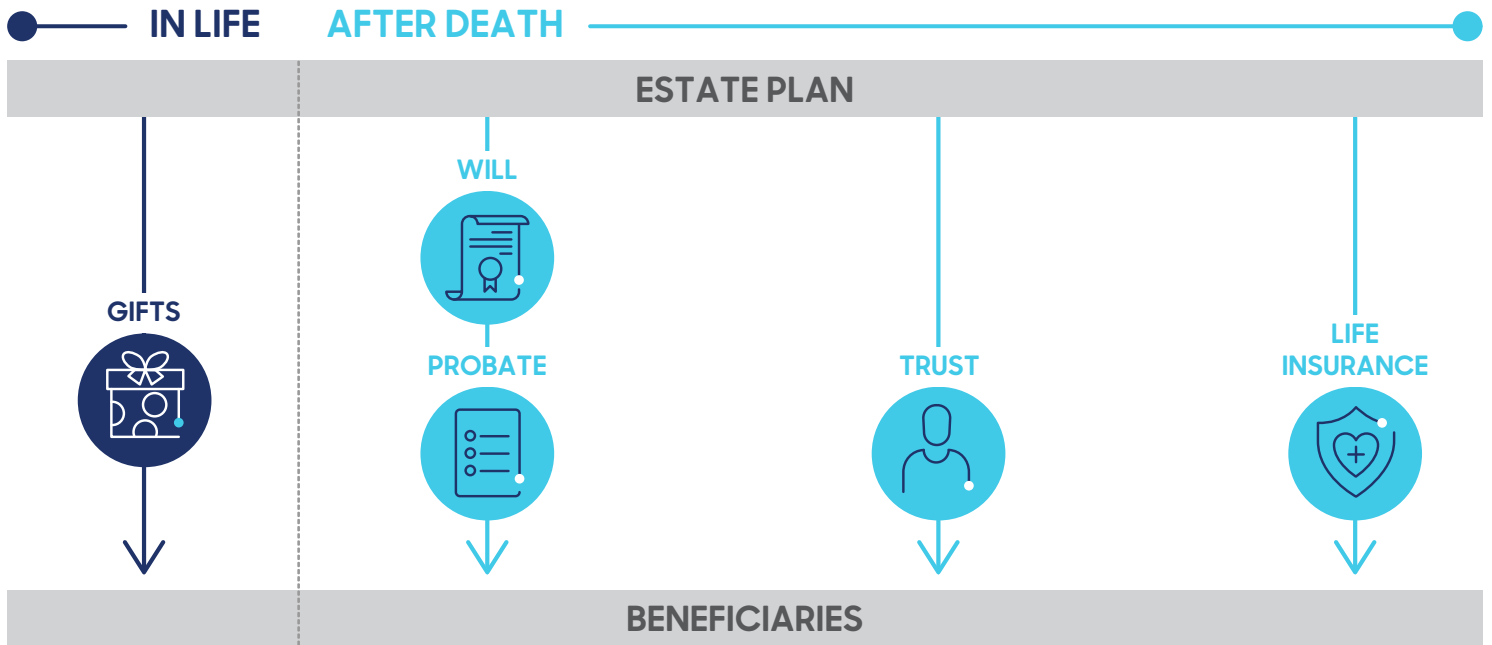 IN LIFE
AFTER DEATH
ESTATE PLAN
GIFTS
WILL
PROBATE
TRUST
LIFE
INSURANCE
BENEFICIARIES